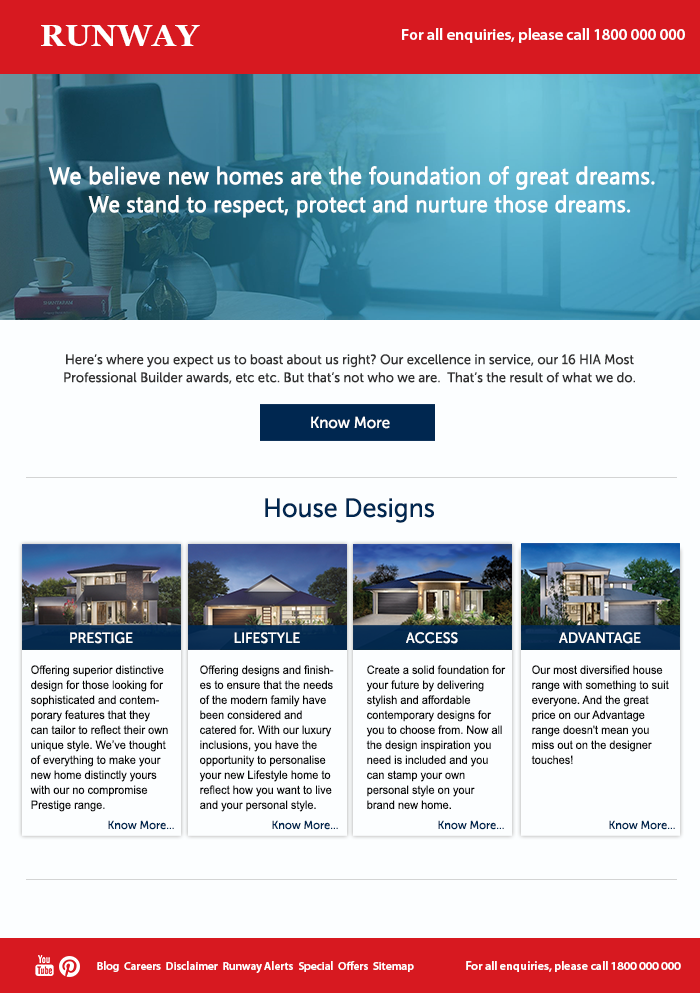 RUNWAY
For all enquiries, please call 1800 000 000
We believe new homes are the foundation of great dreams.
We stand to respect, protect and nurture those dreams.
Here's where you expect us to boast about us right? Our excellence in service, our 16 HIA Most
Professional Builder awards, etc etc. But that's not who we are. That's the result of what we do.
Know More
House Designs
PRESTIGE
Offering superior distinctive
design for those looking for
sophisticated and contem-
porary features that they
can tailor to reflect their own
unique style. We've thought
of everything to make your
new home distinctly yours
with our no compromise
Prestige range.
Know More...
LIFESTYLE
Offering designs and finish-
es to ensure that the needs
of the modern family have
been considered and
catered for. With our luxury
inclusions, you have the
opportunity to personalise
your new Lifestyle home to
reflect how you want to live
and your personal style.
Know More...
ACCESS
Create a solid foundation for
your future by delivering
stylish and affordable
contemporary designs for
you to choose from. Now all
the design inspiration you
need is included and you
can stamp your own
personal style on your
brand new home.
Know More...
ADVANTAGE
Our most diversified house
range with something to suit
everyone. And the great
price on our Advantage
range doesn't mean you
miss out on the designer
touches!
Know More...
You
Tube
Blog Careers Disclaimer Runway Alerts Special Offers Sitemap
For all enquiries, please call 1800 000 000